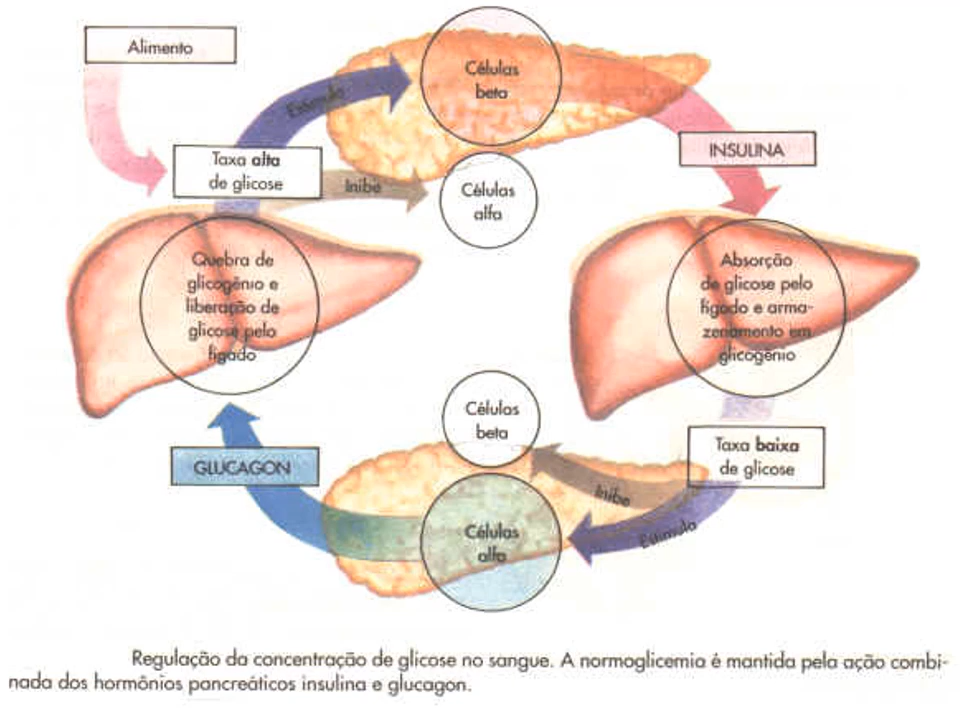 Alimento
Células
beta
Estímulo
INSULINA
Taxa alta
de glicose
Inibe
Células
alfa
Quebra de
glicogênio e
liberação de
glicose pelo
fígado
Absorção
de glicose pelo
fígado e arma-
zenamento em
glicogênio
Células
beta
Taxa baixa
de glicose
GLUCAGON
Inibe
Células
alfa
Estímulo
Regulação da concentração de glicose no sangue. A normoglicemia é mantida pela ação combi-
nada dos hormônios pancreáticos insulina e glucagon.